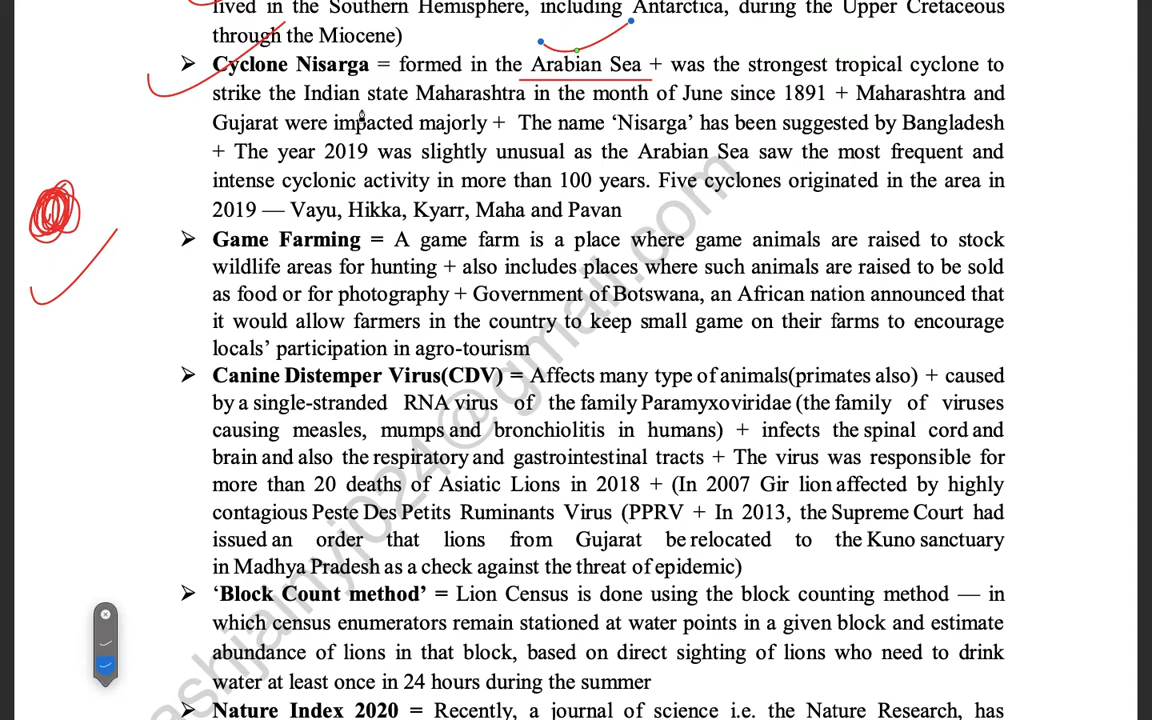 lived in the Southern Hemisphere, including Antarctica, during the Upper Cretaceous
through the Miocene)
➤ Cyclone Nisarga = formed in the Arabian Sea + was the strongest tropical cyclone to
strike the Indian state Maharashtra in the month of June since 1891 + Maharashtra and
Gujarat were impacted majorly + The name ‘Nisarga’ has been suggested by Bangladesh
+ The year 2019 was slightly unusual as the Arabian Sea saw the most frequent and
intense cyclonic activity in more than 100 years. Five cyclones originated in the area in
2019 — Vayu, Hikka, Kyarr, Maha and Pavan
➤ Game Farming = A game farm is a place where game animals are raised to stock
wildlife areas for hunting + also includes places where such animals are raised to be sold
as food or for photography + Government of Botswana, an African nation announced that
it would allow farmers in the country to keep small game on their farms to encourage
locals’ participation in agro-tourism
➤ Canine Distemper Virus(CDV) = Affects many type of animals(primates also) + caused
by a single-stranded RNA virus of the family Paramyxoviridae (the family of viruses
causing measles, mumps and bronchiolitis in humans) + infects the spinal cord and
brain and also the respiratory and gastrointestinal tracts + The virus was responsible for
more than 20 deaths of Asiatic Lions in 2018 + (In 2007 Gir lion affected by highly
contagious Peste Des Petits Ruminants Virus (PPRV + In 2013, the Supreme Court had
issued an order that lions from Gujarat be relocated to the Kuno sanctuary
in Madhya Pradesh as a check against the threat of epidemic)
➤ ‘Block Count method’ = Lion Census is done using the block counting method — in
which census enumerators remain stationed at water points in a given block and estimate
abundance of lions in that block, based on direct sighting of lions who need to drink
water at least once in 24 hours during the summer
➤ Nature Index 2020 = Recently, a journal of science i.e. the Nature Research, has